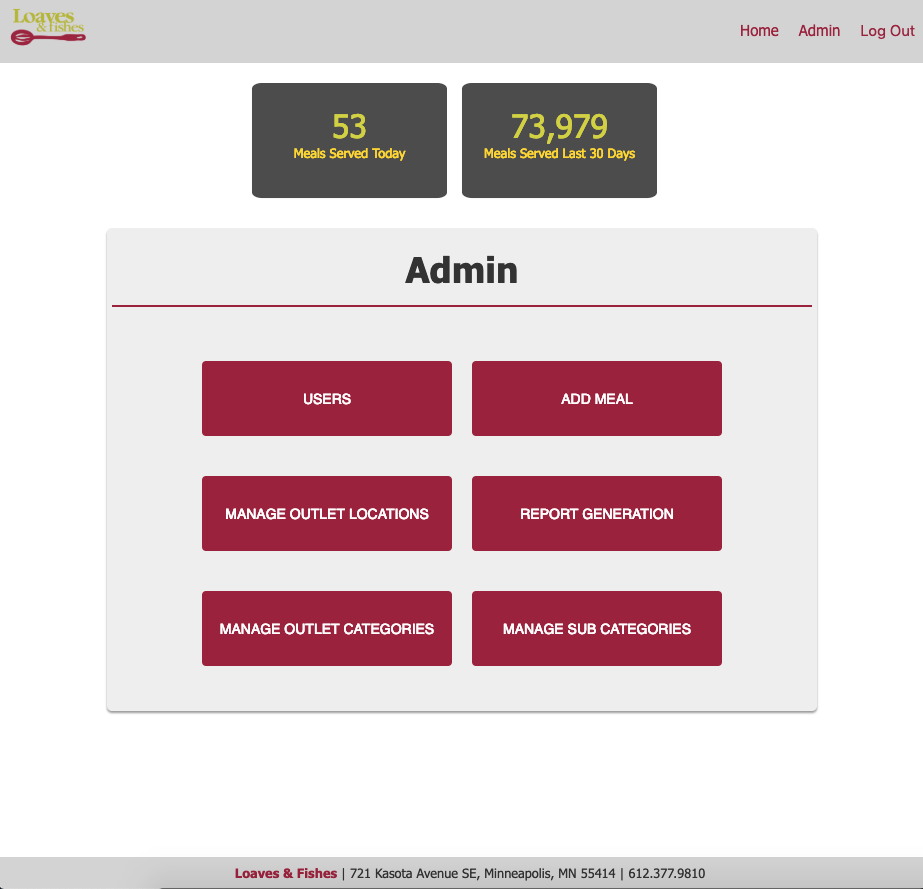 Loaves
& fishes
Home Admin Log Out
53
Meals Served Today
73,979
Meals Served Last 30 Days
Admin
USERS
ADD MEAL
MANAGE OUTLET LOCATIONS
REPORT GENERATION
MANAGE OUTLET CATEGORIES
MANAGE SUB CATEGORIES
Loaves & Fishes | 721 Kasota Avenue SE, Minneapolis, MN 55414 | 612.377.9810